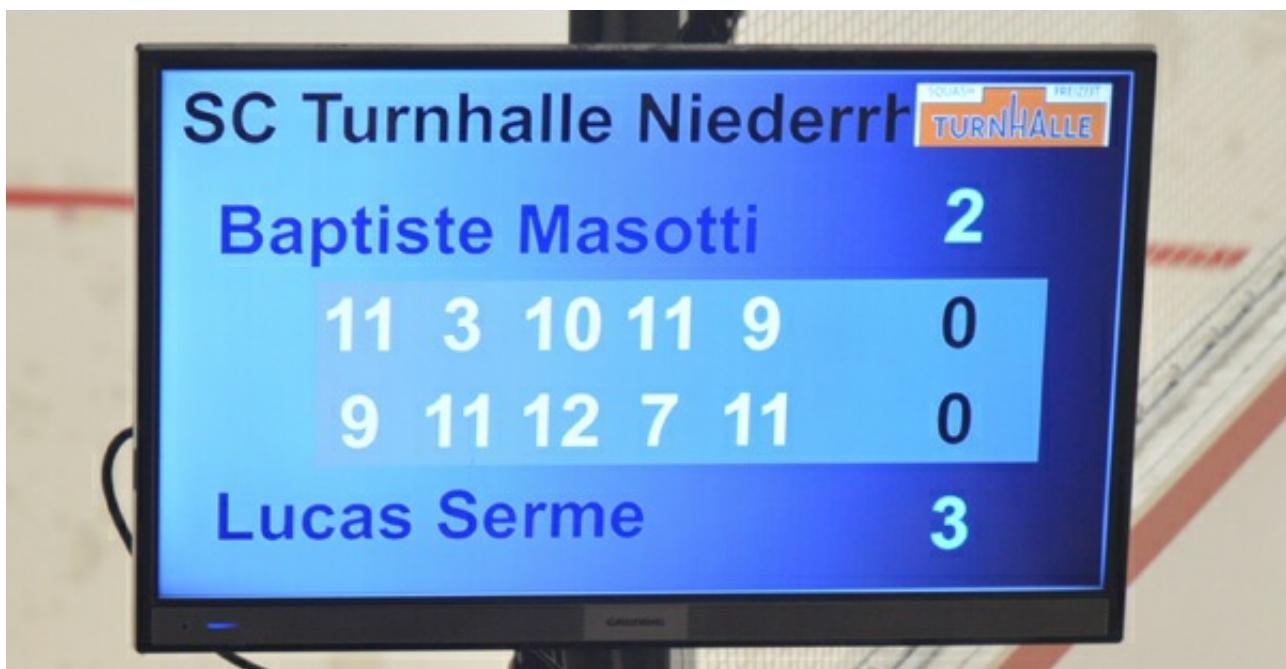 SC Turnhalle Niederrh
SQUASH FREIZEIT
TURNHALLE
Baptiste Masotti 2
11 3 10 11 9 0
9 11 12 7 11 0
Lucas Serme 3
GRUNDIG